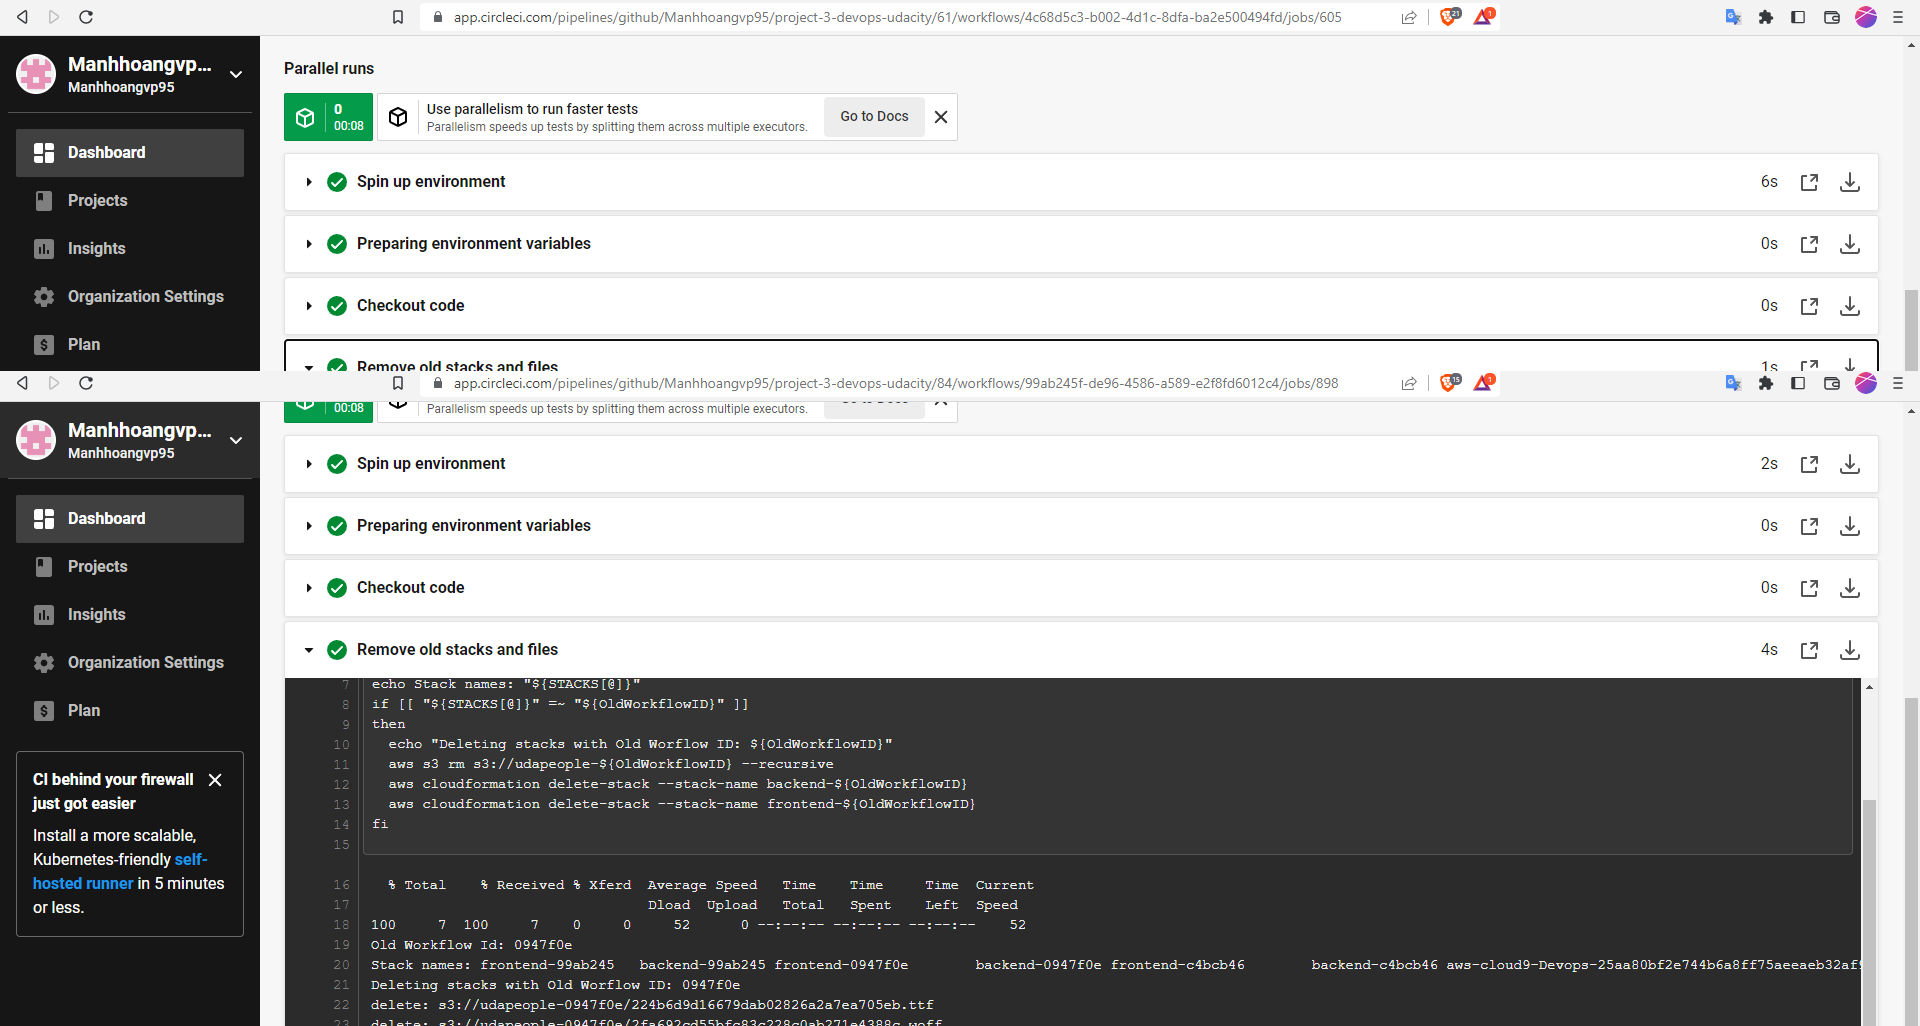 app.circleci.com/pipelines/github/Manhhoangvp95/project-3-devops-udacity/61/workflows/4c68d5c3-b002-4d1c-8dfa-ba2e500494fd/jobs/605
21
1
Manhhoangvp...
Manhhoangvp95
Dashboard
Projects
Insights
Organization Settings
Plan
Parallel runs
0
00:08
Use parallelism to run faster tests
Parallelism speeds up tests by splitting them across multiple executors.
Go to Docs
Spin up environment 6s
Preparing environment variables 0s
Checkout code 0s
Remove old stacks and files 1s
app.circleci.com/pipelines/github/Manhhoangvp95/project-3-devops-udacity/84/workflows/99ab245f-de96-4586-a589-e2f8fd6012c4/jobs/898
15
1
Manhhoangvp...
Manhhoangvp95
Dashboard
Projects
Insights
Organization Settings
Plan
CI behind your firewall
just got easier
Install a more scalable,
Kubernetes-friendly self-
hosted runner in 5 minutes
or less.
00:08
Parallelism speeds up tests by splitting them across multiple executors.
Spin up environment 2s
Preparing environment variables 0s
Checkout code 0s
Remove old stacks and files 4s
7 echo Stack names: "${STACKS[@]}"
8 if [[ "${STACKS[@]}" =~ "${OldWorkflowID}" ]]
9 then
10 echo "Deleting stacks with Old Worflow ID: ${OldWorkflowID}"
11 aws s3 rm s3://udapeople-${OldWorkflowID} --recursive
12 aws cloudformation delete-stack --stack-name backend-${OldWorkflowID}
13 aws cloudformation delete-stack --stack-name frontend-${OldWorkflowID}
14 fi
15
16 % Total % Received % Xferd Average Speed Time Time Time Current
17 Dload Upload Total Spent Left Speed
18 100 7 100 7 0 0 52 0 --:--:-- --:--:-- --:--:-- 52
19 Old Workflow Id: 0947f0e
20 Stack names: frontend-99ab245 backend-99ab245 frontend-0947f0e backend-0947f0e frontend-c4bcb46 backend-c4bcb46 aws-cloud9-Devops-25aa80bf2e744b6a8ff75aeeaeb32af
21 Deleting stacks with Old Worflow ID: 0947f0e
22 delete: s3://udapeople-0947f0e/224b6d9d16679dab02826a2a7ea705eb.ttf
23 delete: s3://udapeople-0947f0e/2fa692cd55bfc83c228c0ab271e4388c.woff